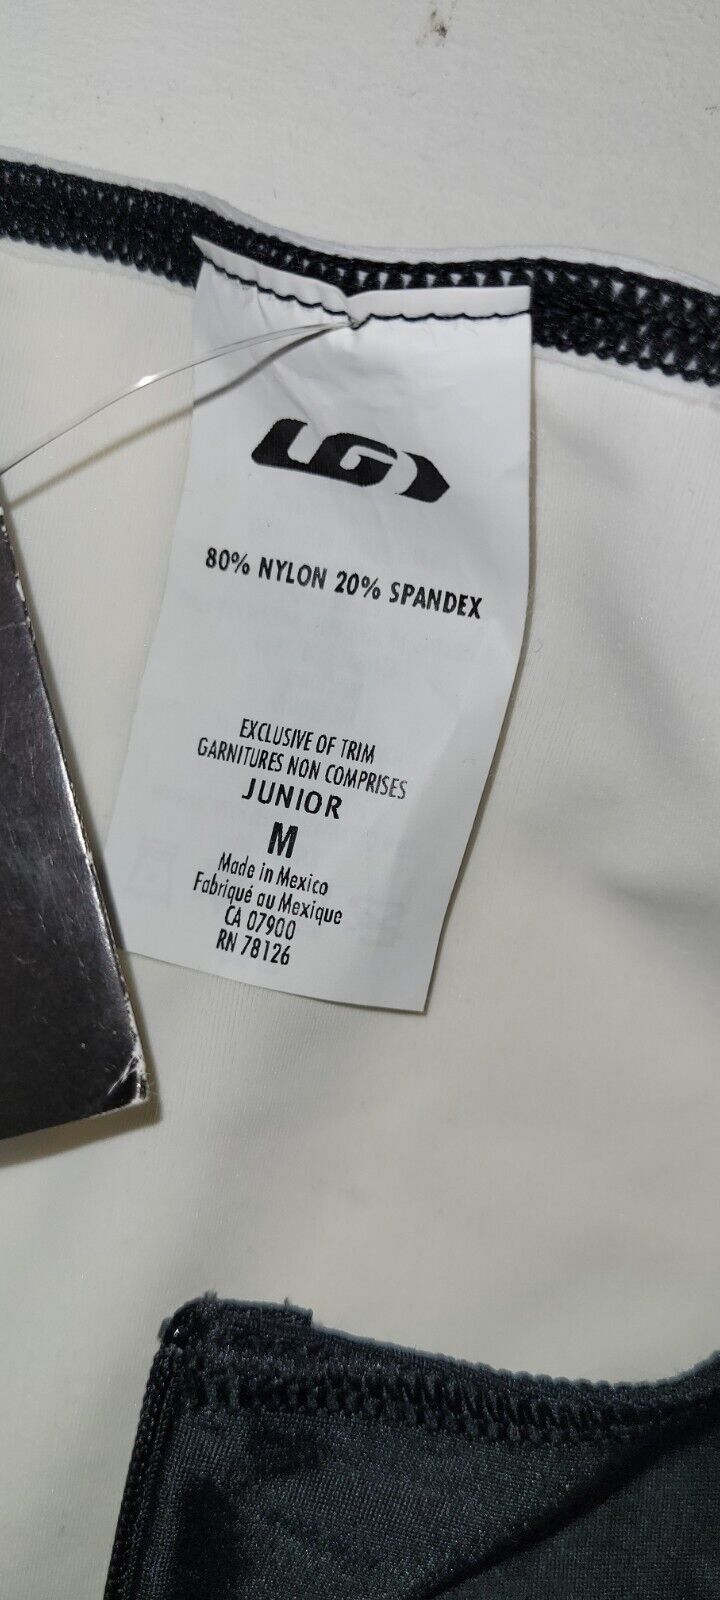 LG
80% NYLON 20% SPANDEX
EXCLUSIVE OF TRIM
GARNITURES NON COMPRISES
JUNIOR
M
Made in Mexico
Fabriqué au Mexique
CA 07900
RN 78126